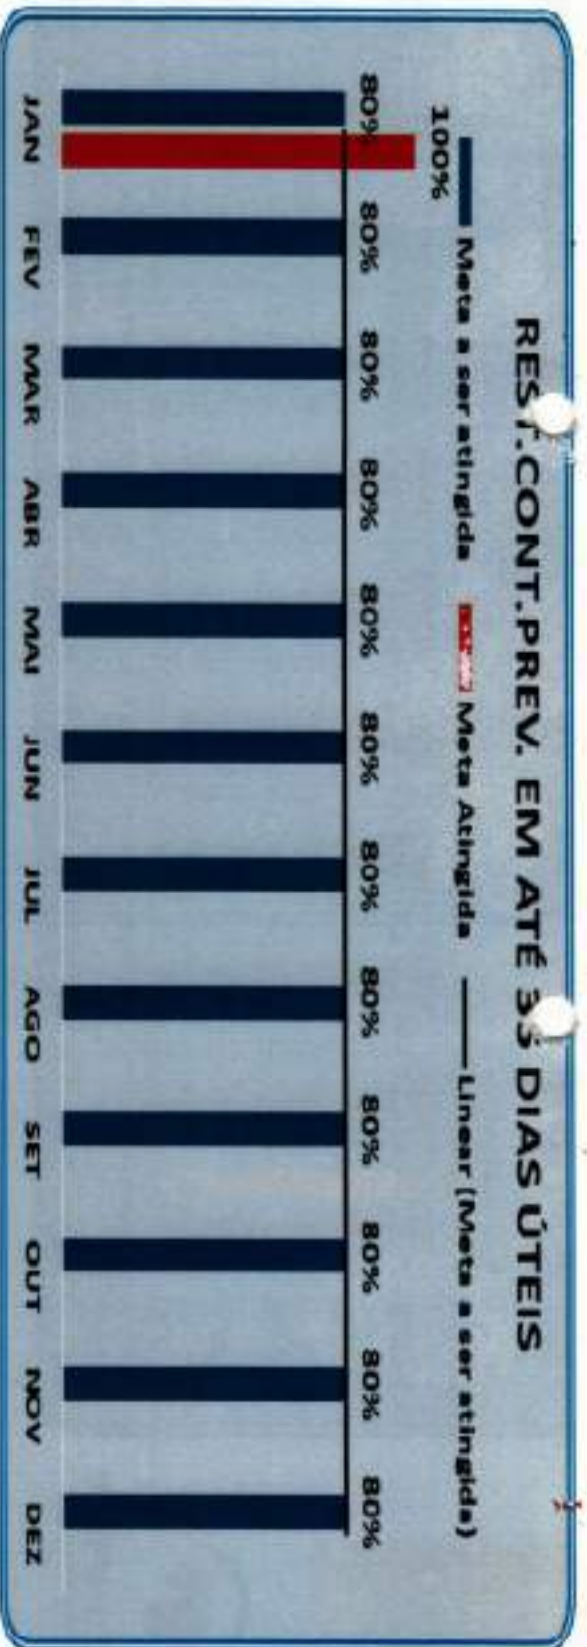 REST.CONT.PREV. EM ATÉ 35 DIAS ÚTEIS
Meta a ser atingida Meta Atingida Linear (Meta a ser atingida)
100%
80% 80% 80% 80% 80% 80% 80% 80% 80% 80% 80% 80%
JAN FEV MAR ABR MAI JUN JUL AGO SET OUT NOV DEZ